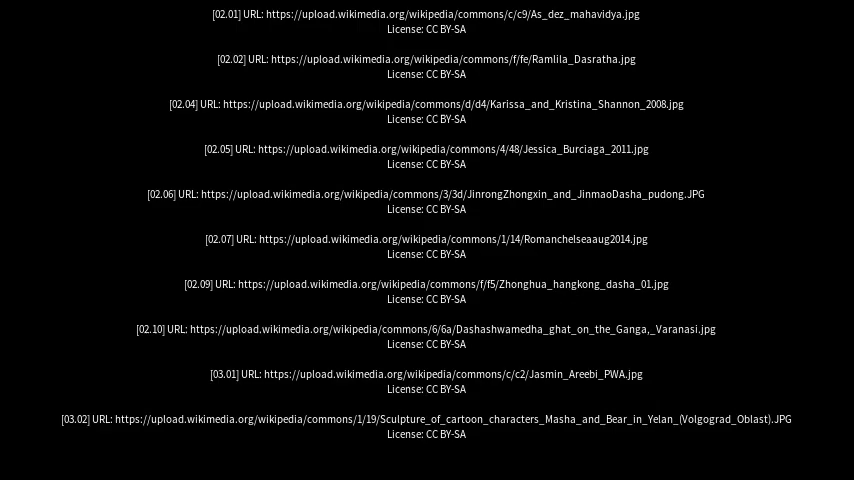 [02.01] URL: https://upload.wikimedia.org/wikipedia/commons/c/c9/As_dez_mahavidya.jpg
License: CC BY-SA
[02.02] URL: https://upload.wikimedia.org/wikipedia/commons/f/fe/Ramlila_Dasratha.jpg
License: CC BY-SA
[02.04] URL: https://upload.wikimedia.org/wikipedia/commons/d/d4/Karissa_and_Kristina_Shannon_2008.jpg
License: CC BY-SA
[02.05] URL: https://upload.wikimedia.org/wikipedia/commons/4/48/Jessica_Burciaga_2011.jpg
License: CC BY-SA
[02.06] URL: https://upload.wikimedia.org/wikipedia/commons/3/3d/JinrongZhongxin_and_JinmaoDasha_pudong.JPG
License: CC BY-SA
[02.07] URL: https://upload.wikimedia.org/wikipedia/commons/1/14/Romanchelseaaug2014.jpg
License: CC BY-SA
[02.09] URL: https://upload.wikimedia.org/wikipedia/commons/f/f5/Zhonghua_hangkong_dasha_01.jpg
License: CC BY-SA
[02.10] URL: https://upload.wikimedia.org/wikipedia/commons/6/6a/Dashashwamedha_ghat_on_the_Ganga,_Varanasi.jpg
License: CC BY-SA
[03.01] URL: https://upload.wikimedia.org/wikipedia/commons/c/c2/Jasmin_Areebi_PWA.jpg
License: CC BY-SA
[03.02] URL: https://upload.wikimedia.org/wikipedia/commons/1/19/Sculpture_of_cartoon_characters_Masha_and_Bear_in_Yelan_(Volgograd_Oblast).JPG
License: CC BY-SA